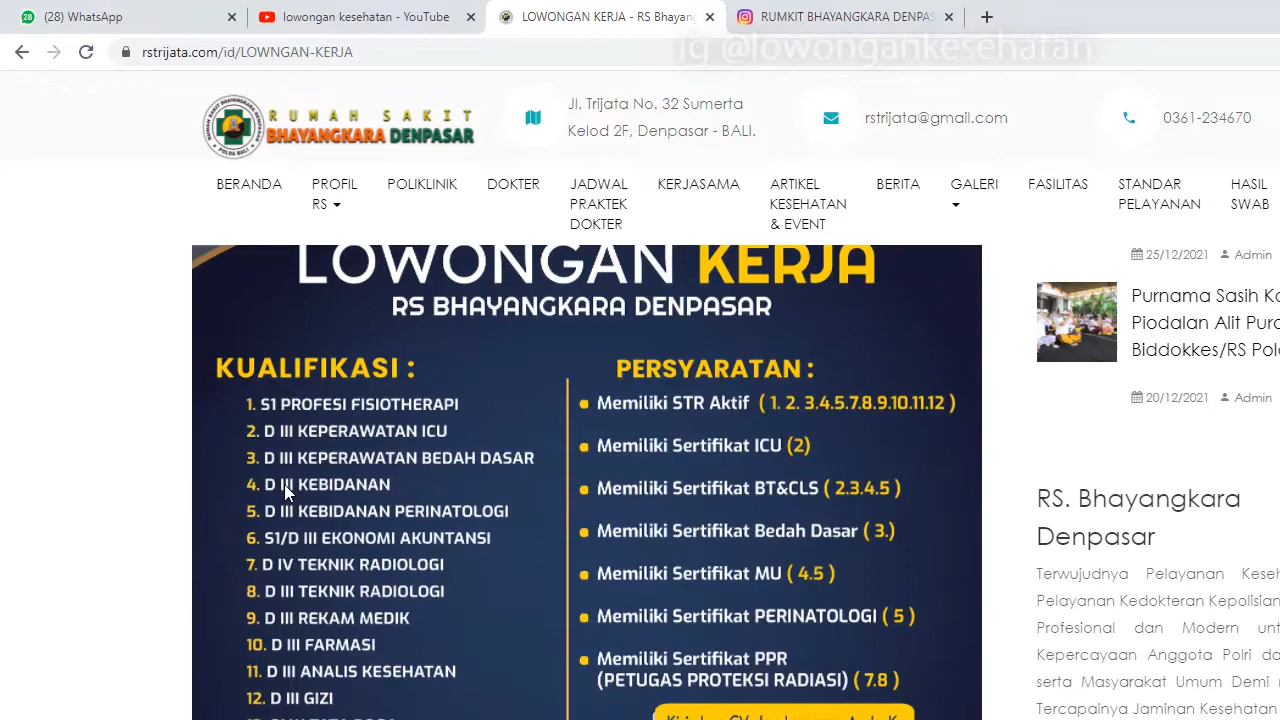 (28) WhatsApp
lowongan kesehatan - YouTube
LOWONGAN KERJA - RS Bhayang
RUMKIT BHAYANGKARA DENPAS
28
rstrijata.com/id/LOWNGAN-KERJA
ig @lowongankesehatan
RUMAH SAKIT
BHAYANGKARA DENPASAR
Jl. Trijata No. 32 Sumerta
Kelod 2F, Denpasar - BALI.
rstrijata@gmail.com
0361-234670
BERANDA
PROFIL
RS
POLIKLINIK
DOKTER
JADWAL
PRAKTEK
DOKTER
KERJASAMA
ARTIKEL
KESEHATAN
& EVENT
BERITA
GALERI
FASILITAS
STANDAR
PELAYANAN
HASIL
SWAB
LOWONGAN KERJA
RS BHAYANGKARA DENPASAR
KUALIFIKASI :
1. S1 PROFESI FISIOTHERAPI
2. D III KEPERAWATAN ICU
3. D III KEPERAWATAN BEDAH DASAR
4. D III KEBIDANAN
5. D III KEBIDANAN PERINATOLOGI
6. S1/D III EKONOMI AKUNTANSI
7. D IV TEKNIK RADIOLOGI
8. D III TEKNIK RADIOLOGI
9. D III REKAM MEDIK
10. D III FARMASI
11. D III ANALIS KESEHATAN
12. D III GIZI
PERSYARATAN :
Memiliki STR Aktif ( 1. 2. 3.4.5.7.8.9.10.11.12 )
Memiliki Sertifikat ICU (2)
Memiliki Sertifikat BT&CLS ( 2.3.4.5 )
Memiliki Sertifikat Bedah Dasar ( 3.)
Memiliki Sertifikat MU ( 4.5 )
Memiliki Sertifikat PERINATOLOGI ( 5 )
Memiliki Sertifikat PPR
(PETUGAS PROTEKSI RADIASI) ( 7.8 )
25/12/2021 Admin
Purnama Sasih Ka
Piodalan Alit Pura
Biddokkes/RS Pol
20/12/2021 Admin
RS. Bhayangkara
Denpasar
Terwujudnya Pelayanan Keseh
Pelayanan Kedokteran Kepolisian
Profesional dan Modern unt
Kepercayaan Anggota Polri da
serta Masyarakat Umum Demi
Tercapainya Jaminan Kesehatan